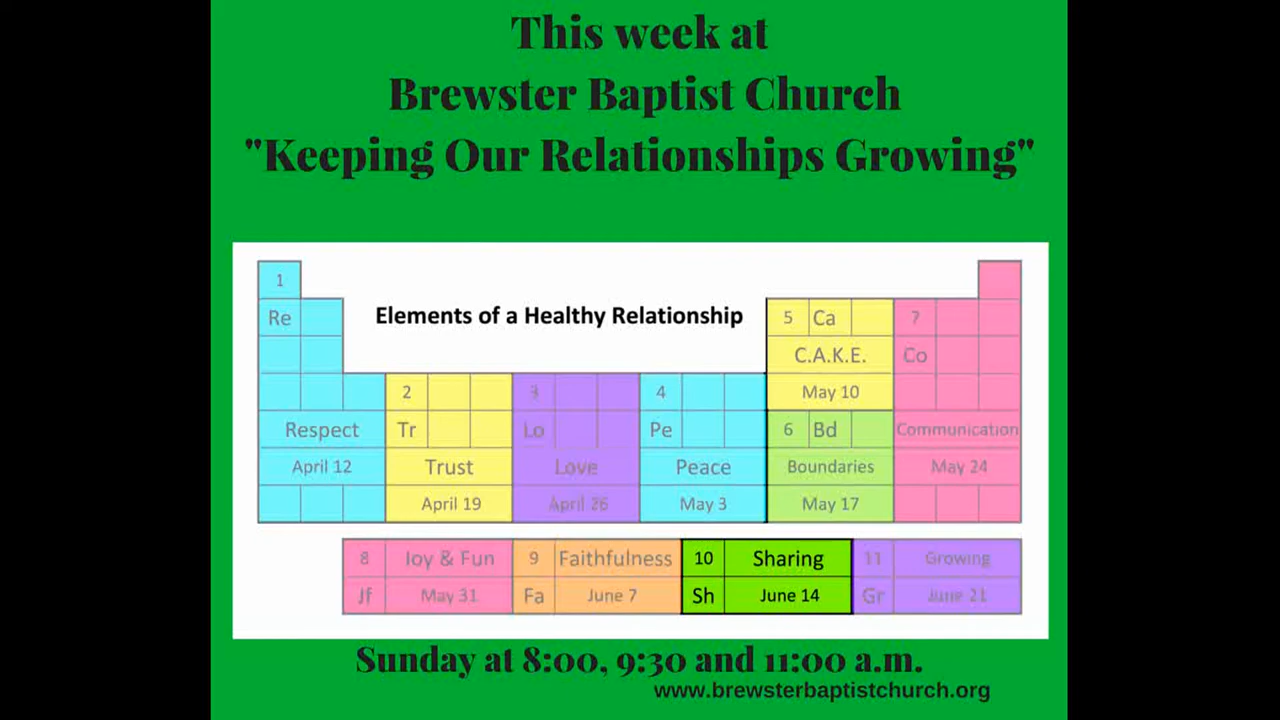 This week at
Brewster Baptist Church
"Keeping Our Relationships Growing"
1
Re
Elements of a Healthy Relationship
5 Ca
7
C.A.K.E.
Co
2
3
4
May 10
Respect
Tr
Lo
Pe
6 Bd
Communication
April 12
Trust
Love
Peace
Boundaries
May 24
April 19
April 26
May 3
May 17
8 Joy & Fun
9 Faithfulness
10 Sharing
11 Growing
Jf May 31
Fa June 7
Sh June 14
Gr June 21
Sunday at 8:00, 9:30 and 11:00 a.m.
www.brewsterbaptistchurch.org